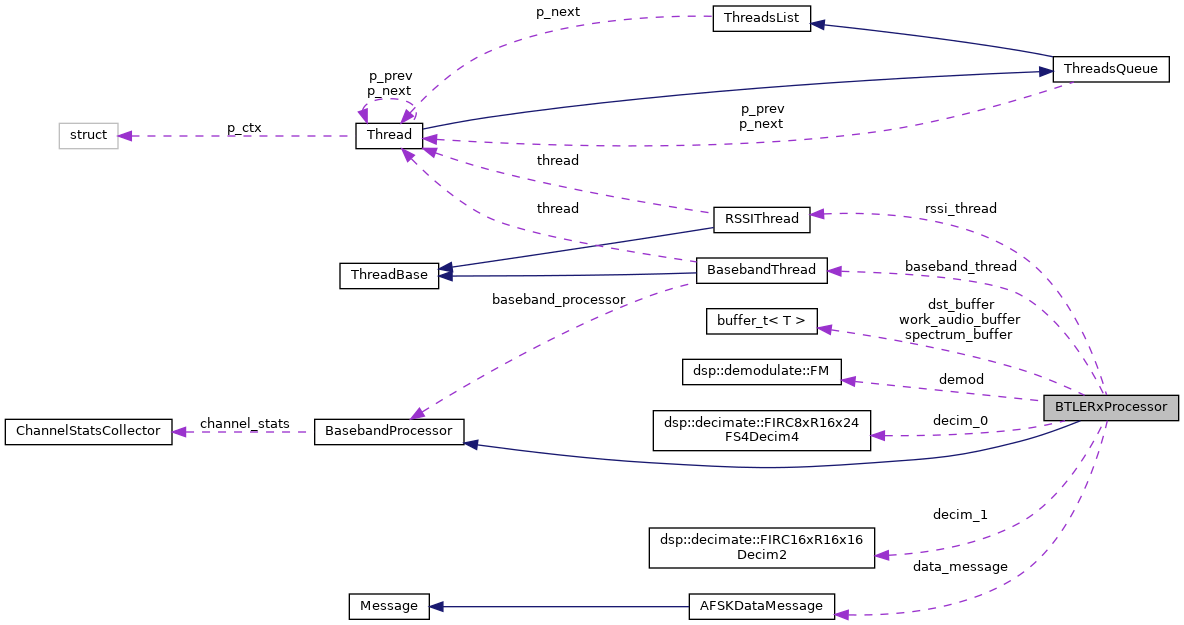 p_next
ThreadsList
ThreadsQueue
p_prev
p_next
p_prev
p_next
struct
p_ctx
Thread
thread
rssi_thread
RSSIThread
thread
ThreadBase
BasebandThread
baseband_thread
baseband_processor
dst_buffer
work_audio_buffer
spectrum_buffer
buffer_t< T >
dsp::demodulate::FM
demod
BTLERxProcessor
ChannelStatsCollector
channel_stats
BasebandProcessor
dsp::decimate::FIRC8xR16x24
FS4Decim4
decim_0
decim_1
dsp::decimate::FIRC16xR16x16
Decim2
data_message
Message
AFSKDataMessage